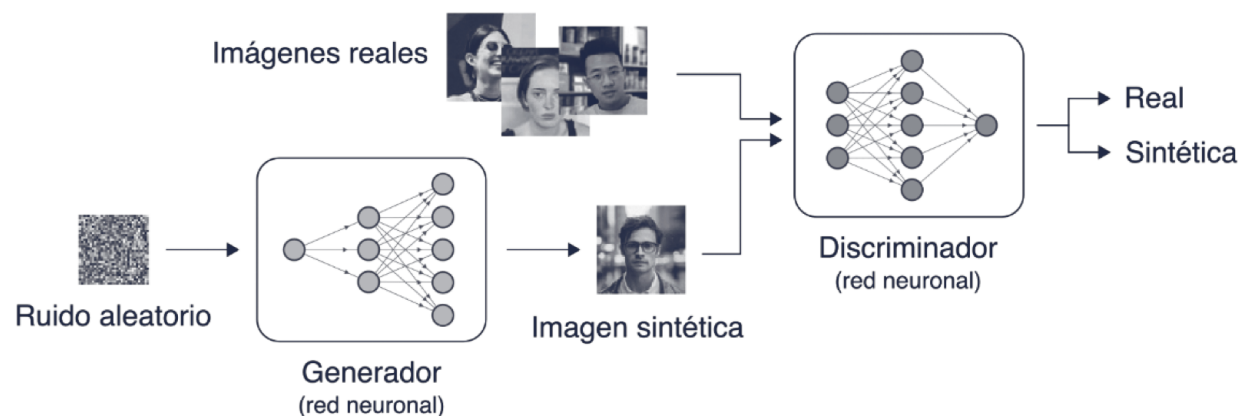 Imágenes reales
Real
Sintética
Discriminador
(red neuronal)
Ruido aleatorio
Imagen sintética
Generador
(red neuronal)